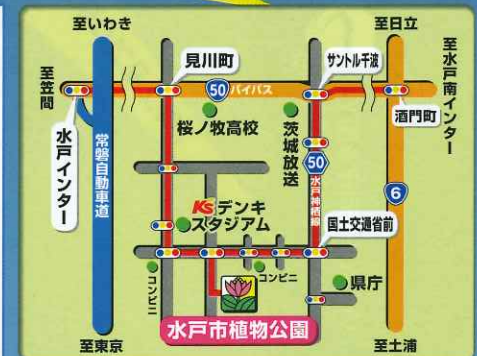 至いわき
至日立
至笠間
見川町
50
バイパス
サントル千波
酒門町
至水戸南インター
水戸インター
常磐自動車道
桜ノ牧高校
茨城放送
50
水戸神栖線
6
K's デンキ
スタジアム
国土交通省前
コンビニ
コンビニ
県庁
水戸市植物公園
至東京
至土浦